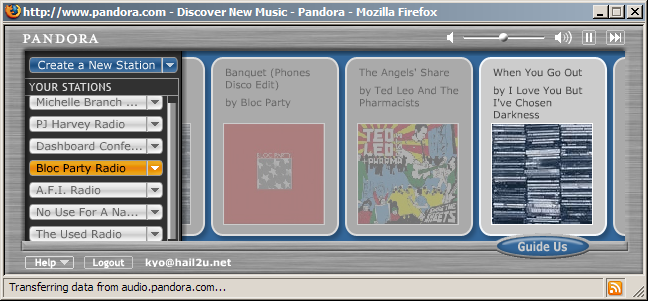 http://www.pandora.com - Discover New Music - Pandora - Mozilla Firefox
PANDORA
Create a New Station
YOUR STATIONS
Michelle Branch ...
PJ Harvey Radio
Dashboard Confe...
Bloc Party Radio
A.F.I. Radio
No Use For A Na...
The Used Radio
Banquet (Phones
Disco Edit)
by Bloc Party
The Angels' Share
by Ted Leo And The
Pharmacists
TED
LEO
When You Go Out
by I Love You But
I've Chosen
Darkness
Guide Us
Help
Logout
kyo@hail2u.net
Transferring data from audio.pandora.com...